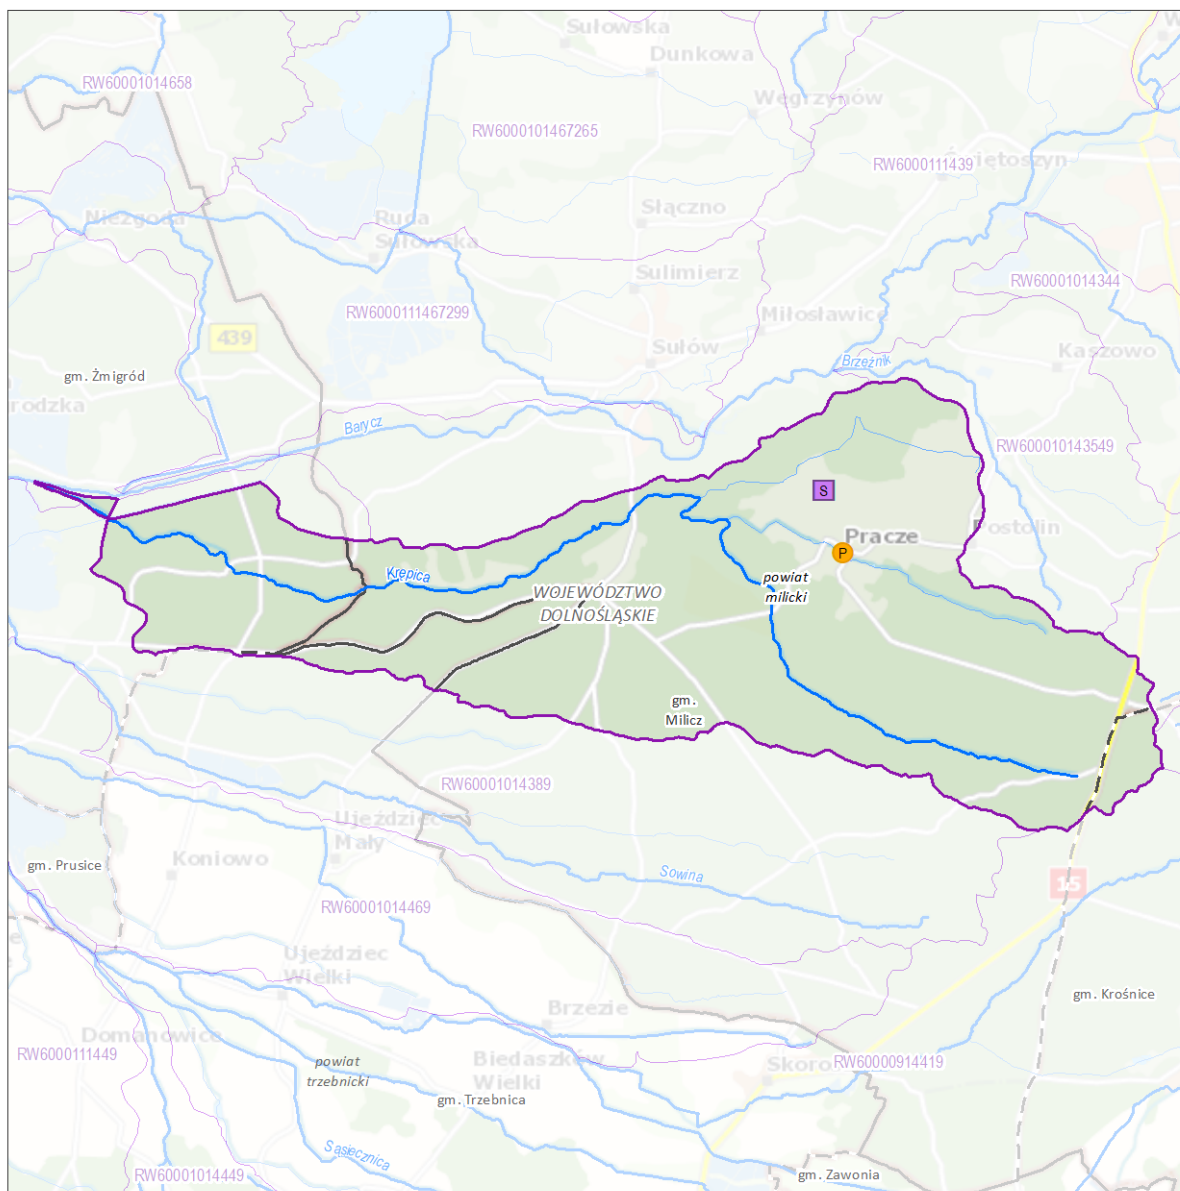 Sułowska
Dunkowa
RW60001014658
Węgrzynów
RW6000101467265
Świętoszyn
RW6000111439
Niezgoda
Ruda
Sułowska
Słączno
Sulimierz
RW60001014344
RW6000111467299
Miłosławice
439
Sułów
Brzeźnik
Kaszowo
gm. Żmigród
rodzka
Barycz
RW600010143549
S
Pracze
Postolin
P
Krępica
powiat
milicki
WOJEWÓDZTWO
DOLNOŚLĄSKIE
gm.
Milicz
RW60001014389
Ujeździec
Mały
Koniowo
gm. Prusice
Sowina
15
RW60001014469
Ujeździec
Wielki
gm. Krośnice
Brzezie
Domanowice
RW6000111449
powiat
trzebnicki
Biedaszków
Wielki
Skoro
RW60000914419
gm. Trzebnica
Sąsiecznica
RW60001014449
gm. Zawonia